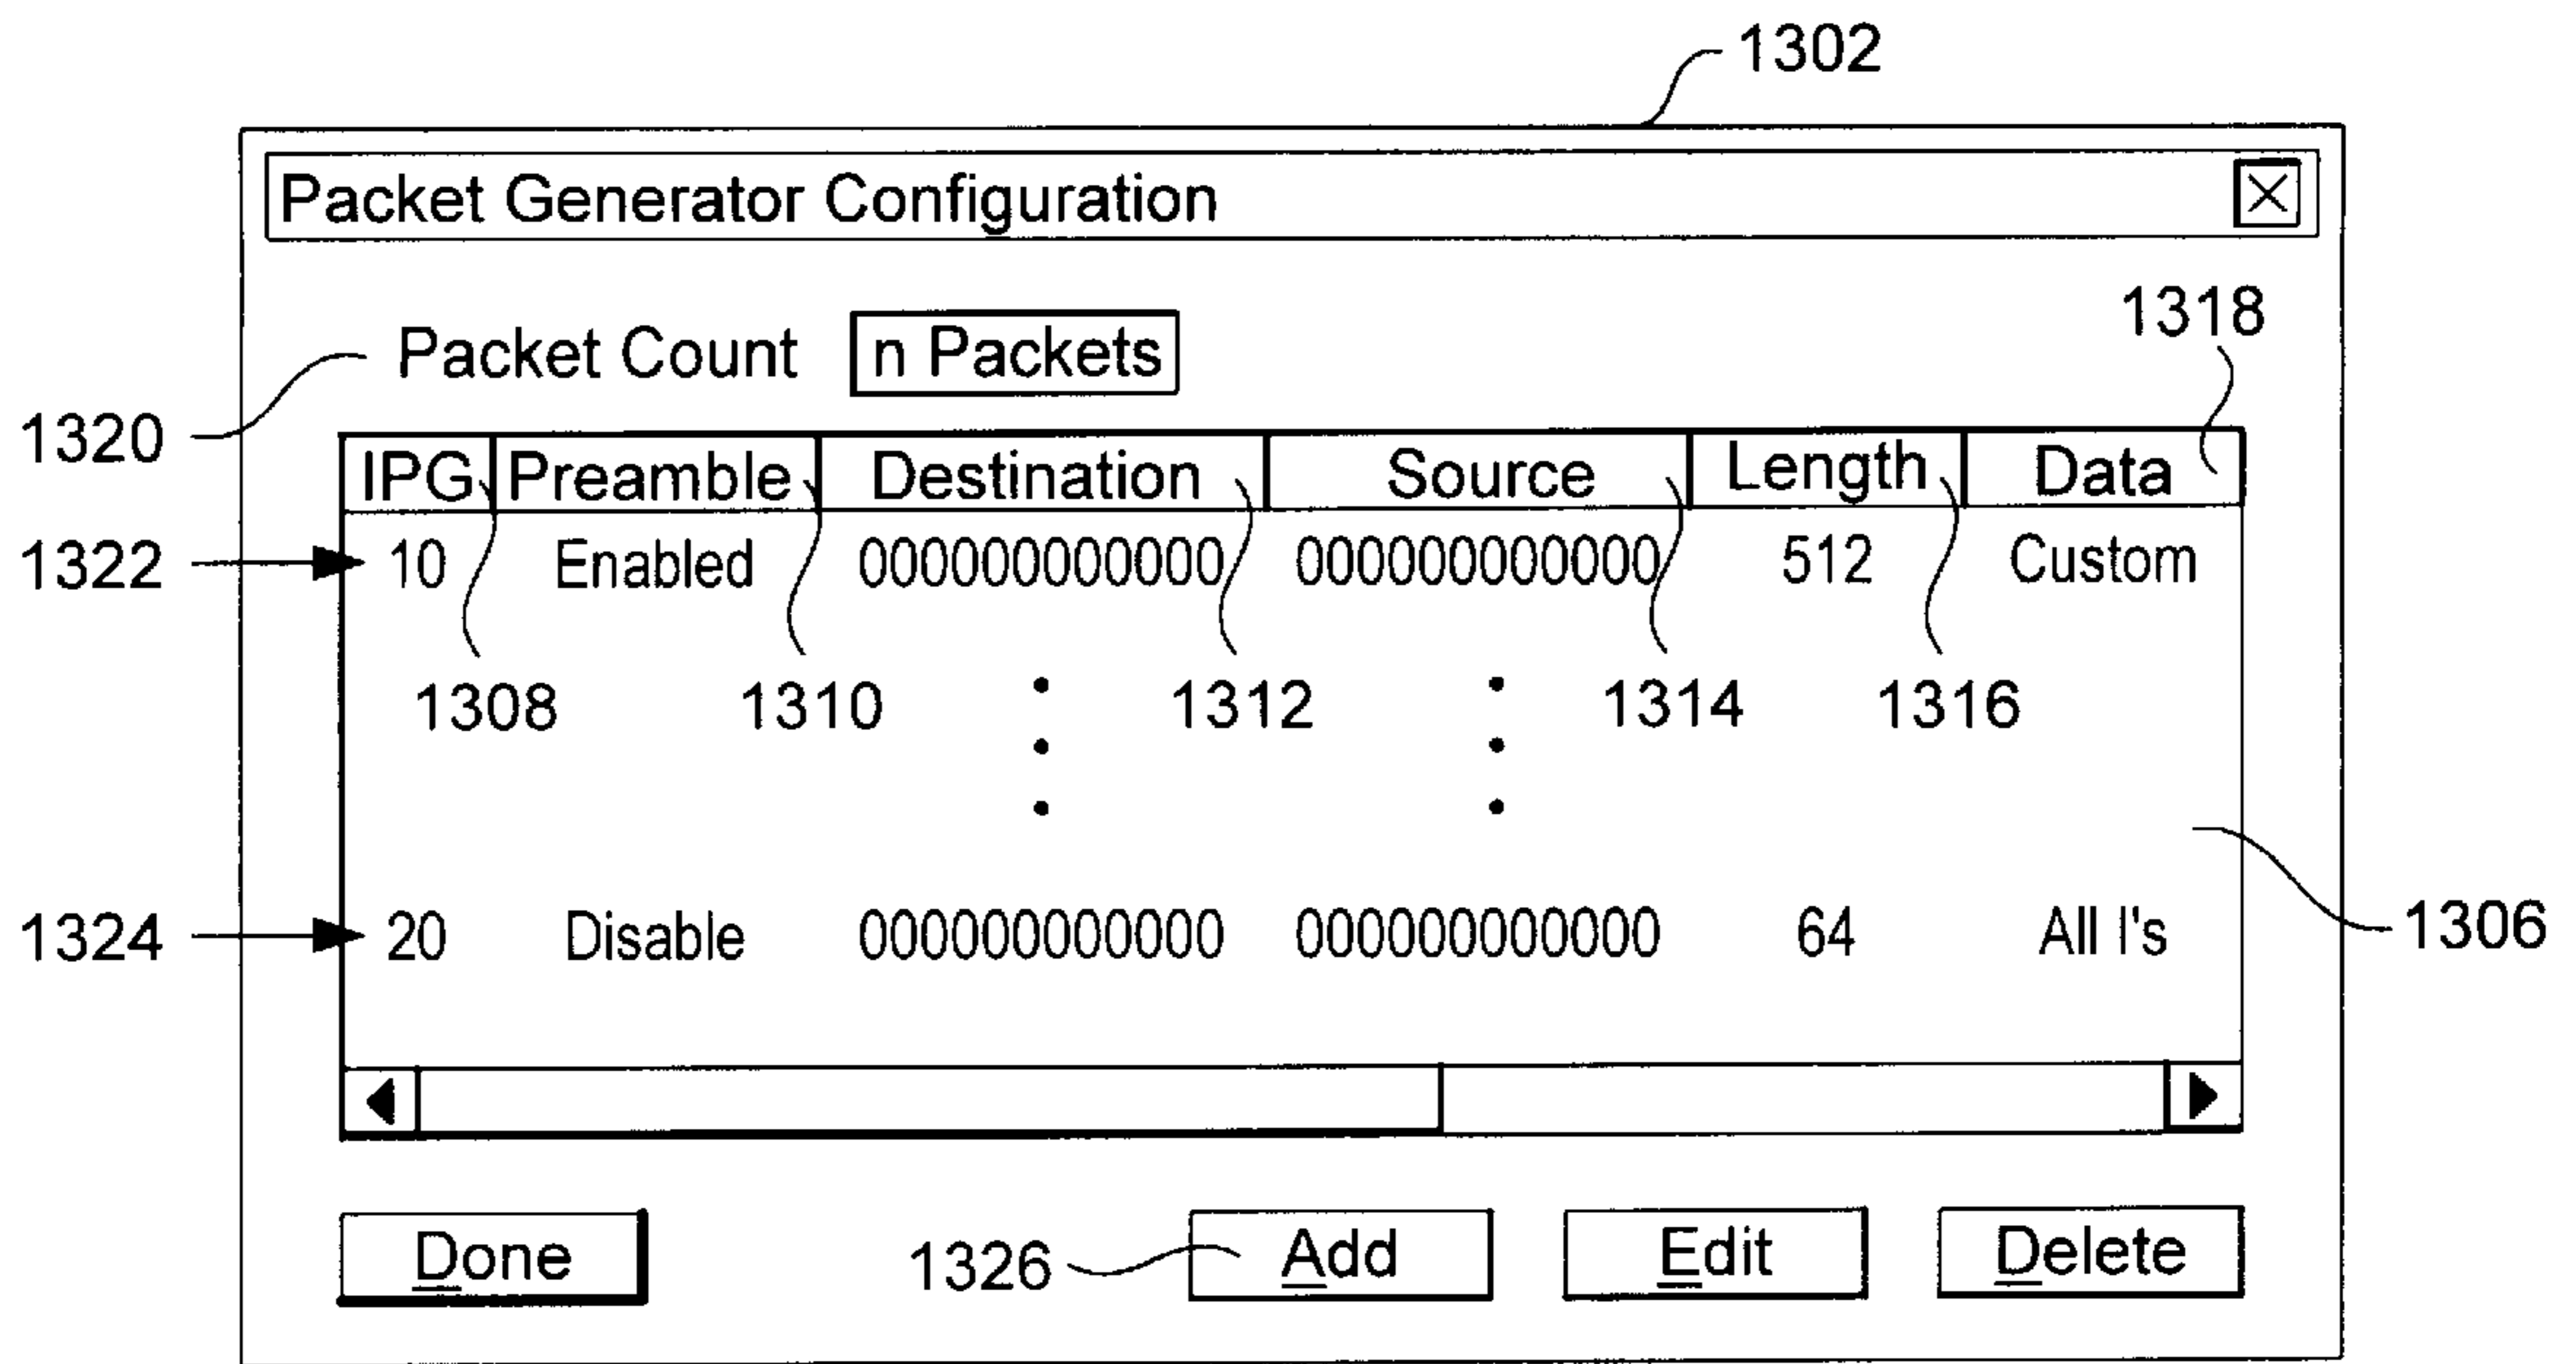 1302
Packet Generator Configuration
1318
Packet Count n Packets
1320
IPG Preamble Destination Source Length Data
1322 10 Enabled 000000000000 000000000000 512 Custom
1308 1310 1312 1314 1316
1324 20 Disable 000000000000 000000000000 64 All I's
1306
Done 1326 Add Edit Delete